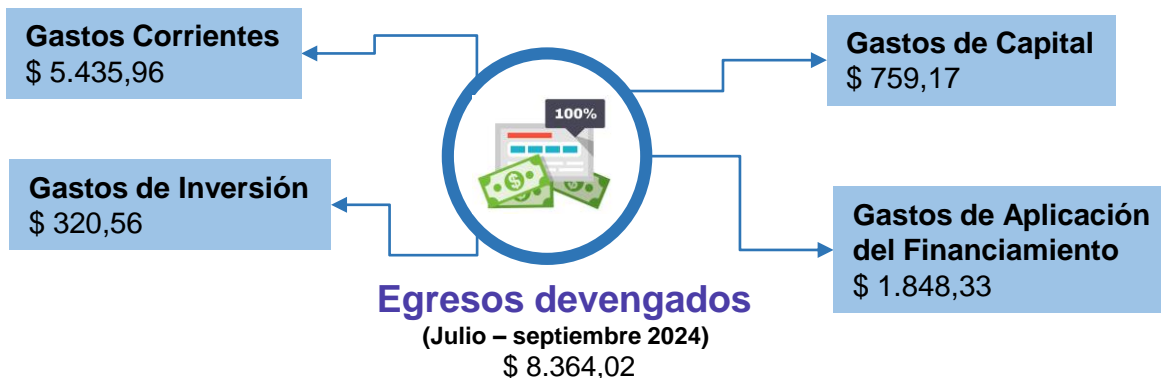 Gastos Corrientes
$ 5.435,96
Gastos de Capital
$ 759,17
100%
Gastos de Inversión
$ 320,56
Gastos de Aplicación
del Financiamiento
$ 1.848,33
Egresos devengados
(Julio – septiembre 2024)
$ 8.364,02